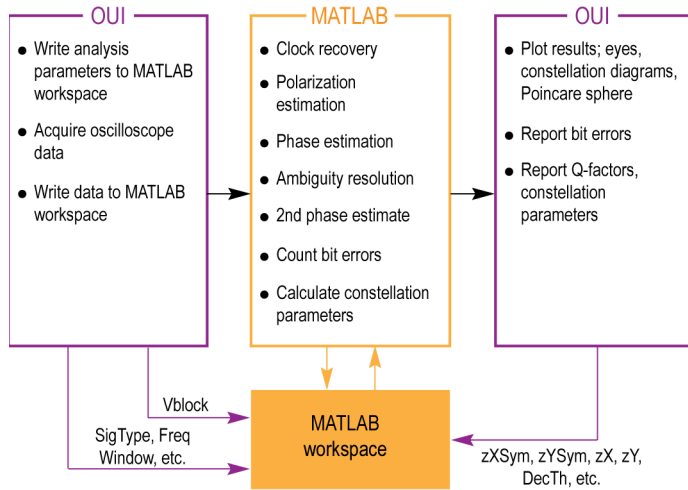 OUI
● Write analysis
parameters to MATLAB
workspace
● Acquire oscilloscope
data
● Write data to MATLAB
workspace
MATLAB
● Clock recovery
● Polarization
estimation
● Phase estimation
● Ambiguity resolution
● 2nd phase estimate
● Count bit errors
● Calculate constellation
parameters
OUI
● Plot results; eyes,
constellation diagrams,
Poincare sphere
● Report bit errors
● Report Q-factors,
constellation
parameters
Vblock
SigType, Freq
Window, etc.
MATLAB
workspace
zXSym, zYSym, zX, zY,
DecTh, etc.